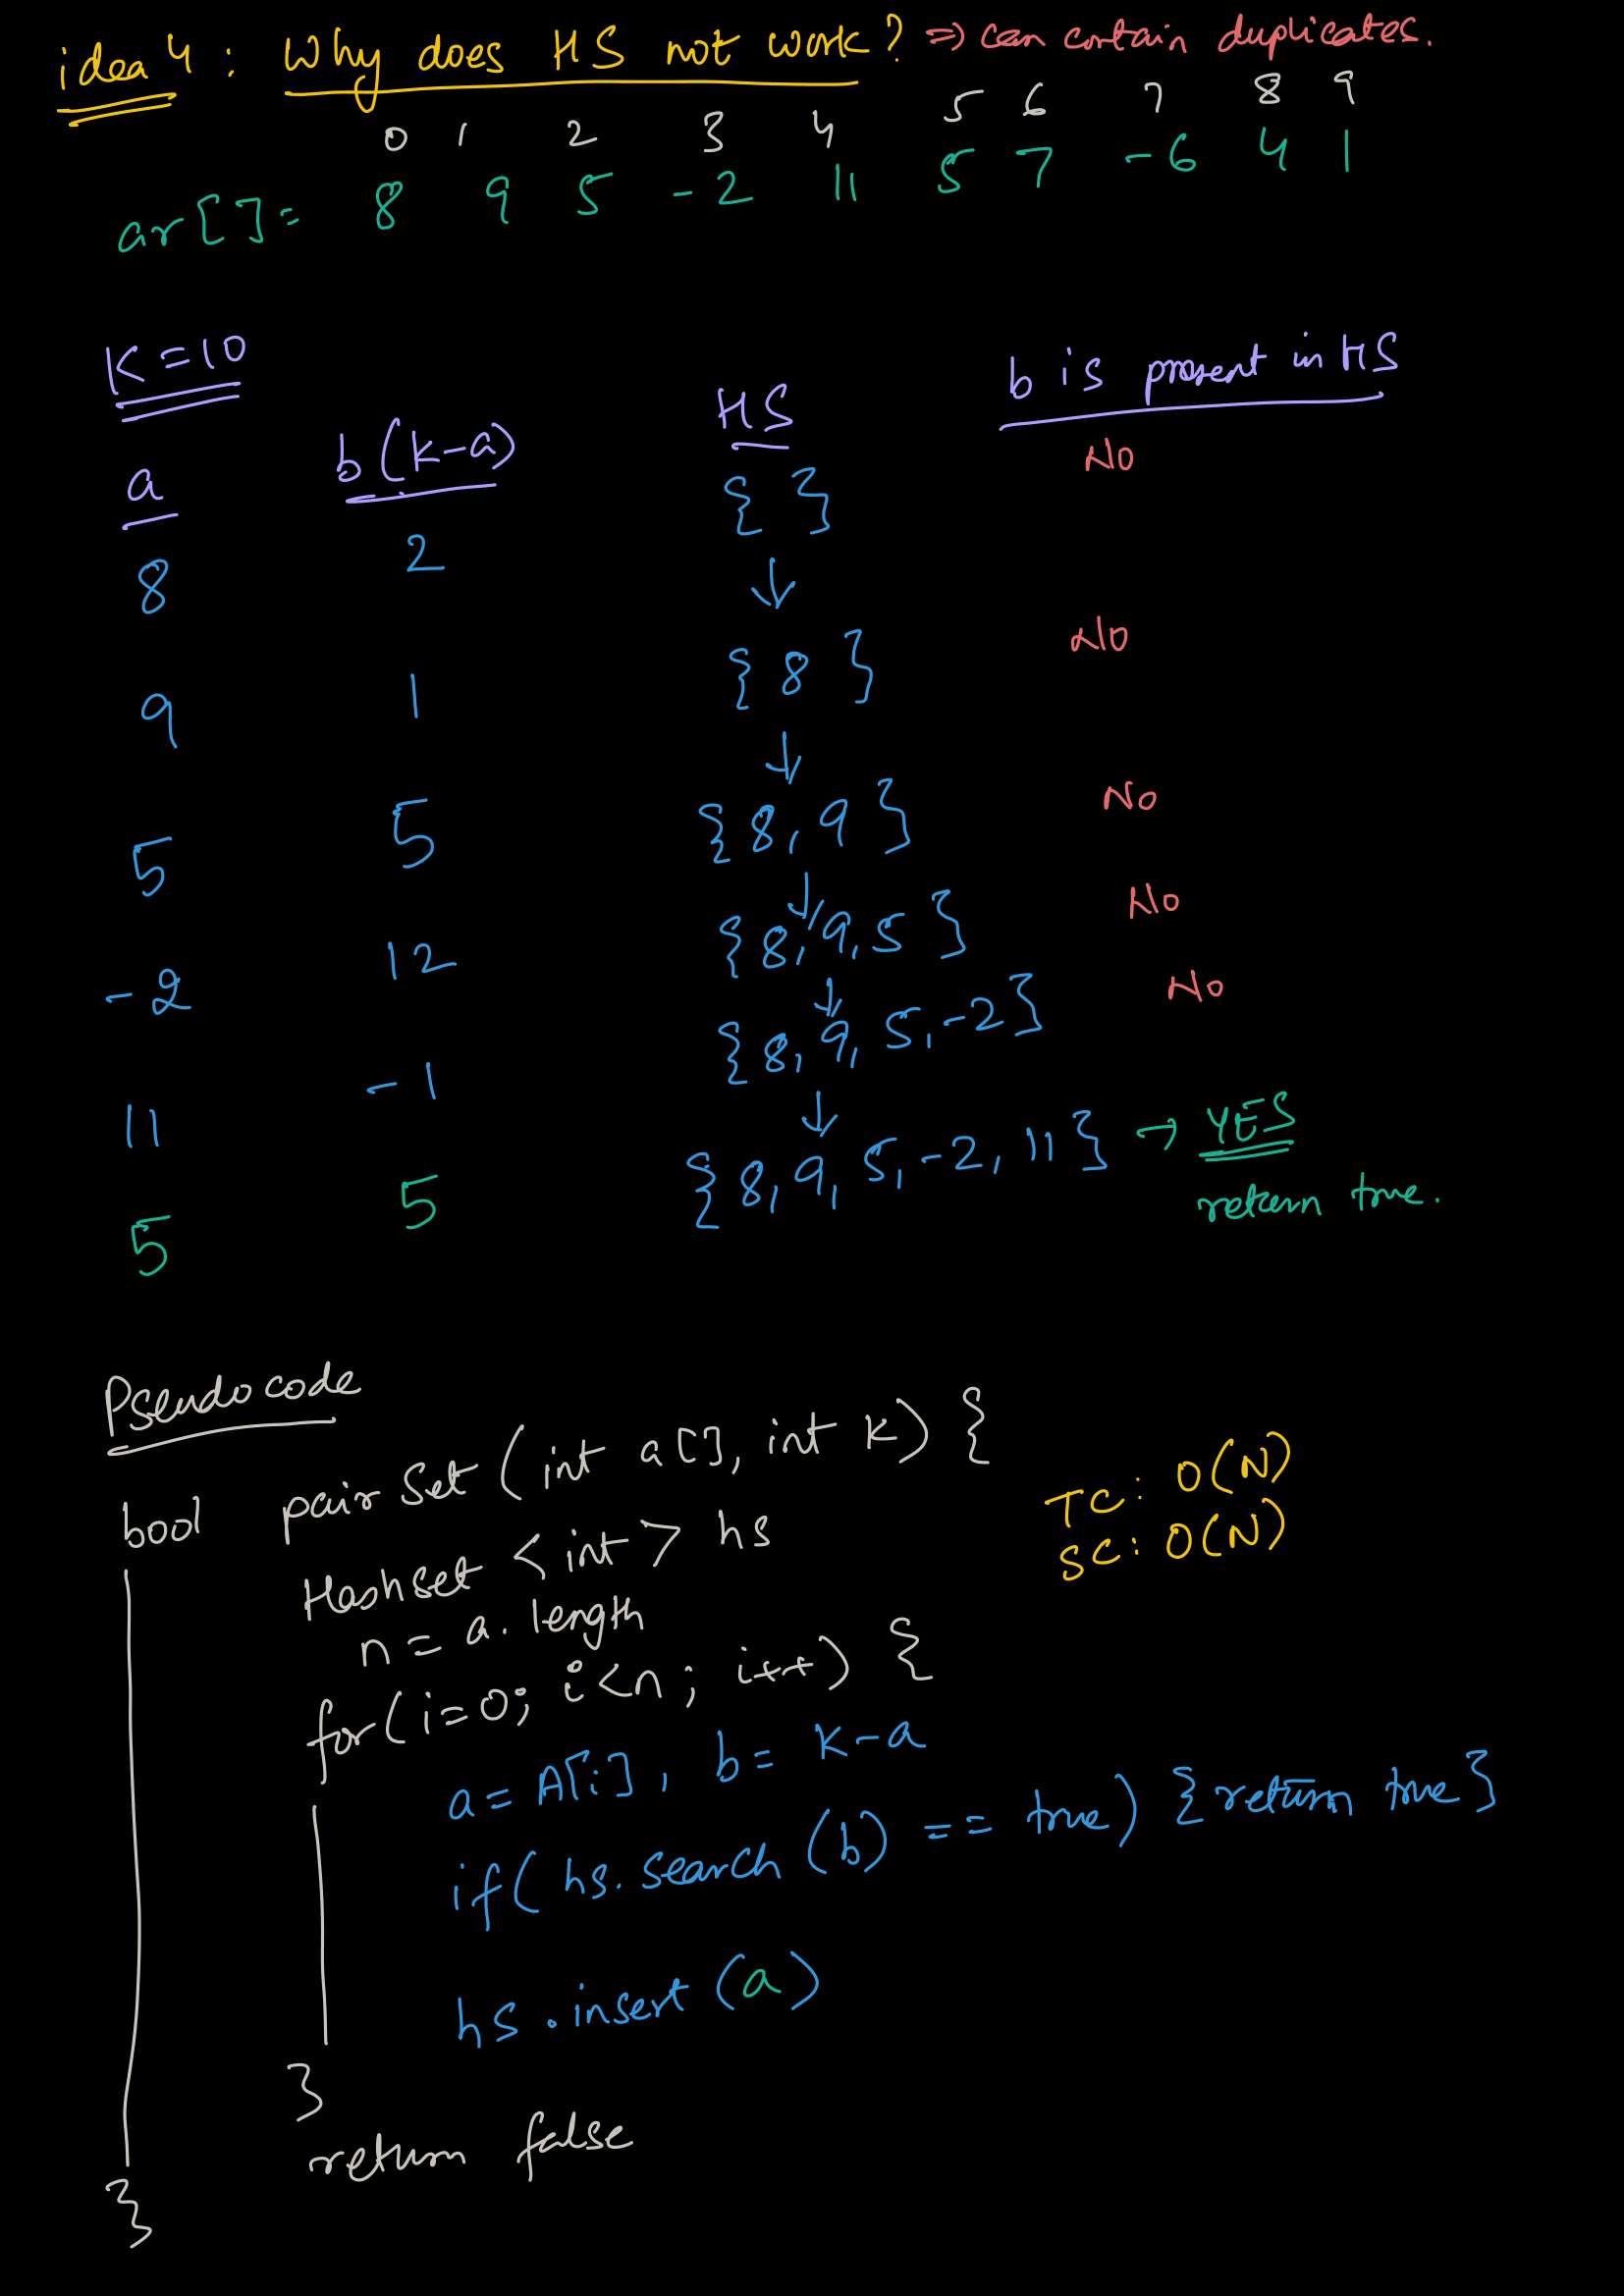 idea 4 : Why does HS not work? => can contain duplicates.
0 1 2 3 4 5 6 7 8 9
ar[]= 8 9 5 -2 11 5 7 -6 4 1
K=10
a b(k-a) HS b is present in HS
8 2 { } No
↓
9 1 { 8 } No
↓
5 5 {8, 9 } No
↓
-2 12 {8, 9, 5 } No
↓
11 -1 {8, 9, 5, -2} No
↓
5 5 {8, 9, 5, -2, 11} → YES
return true.
Pseudocode
bool pairSet (int a[], int K) {
TC: O(N)
SC: O(N)
Hashset <int> hs
n = a. length
for(i=0; i<n; i++) {
a= A[i], b= K-a
if( hs. search (b) == true) {return true}
hs .insert (a)
}
return false
}